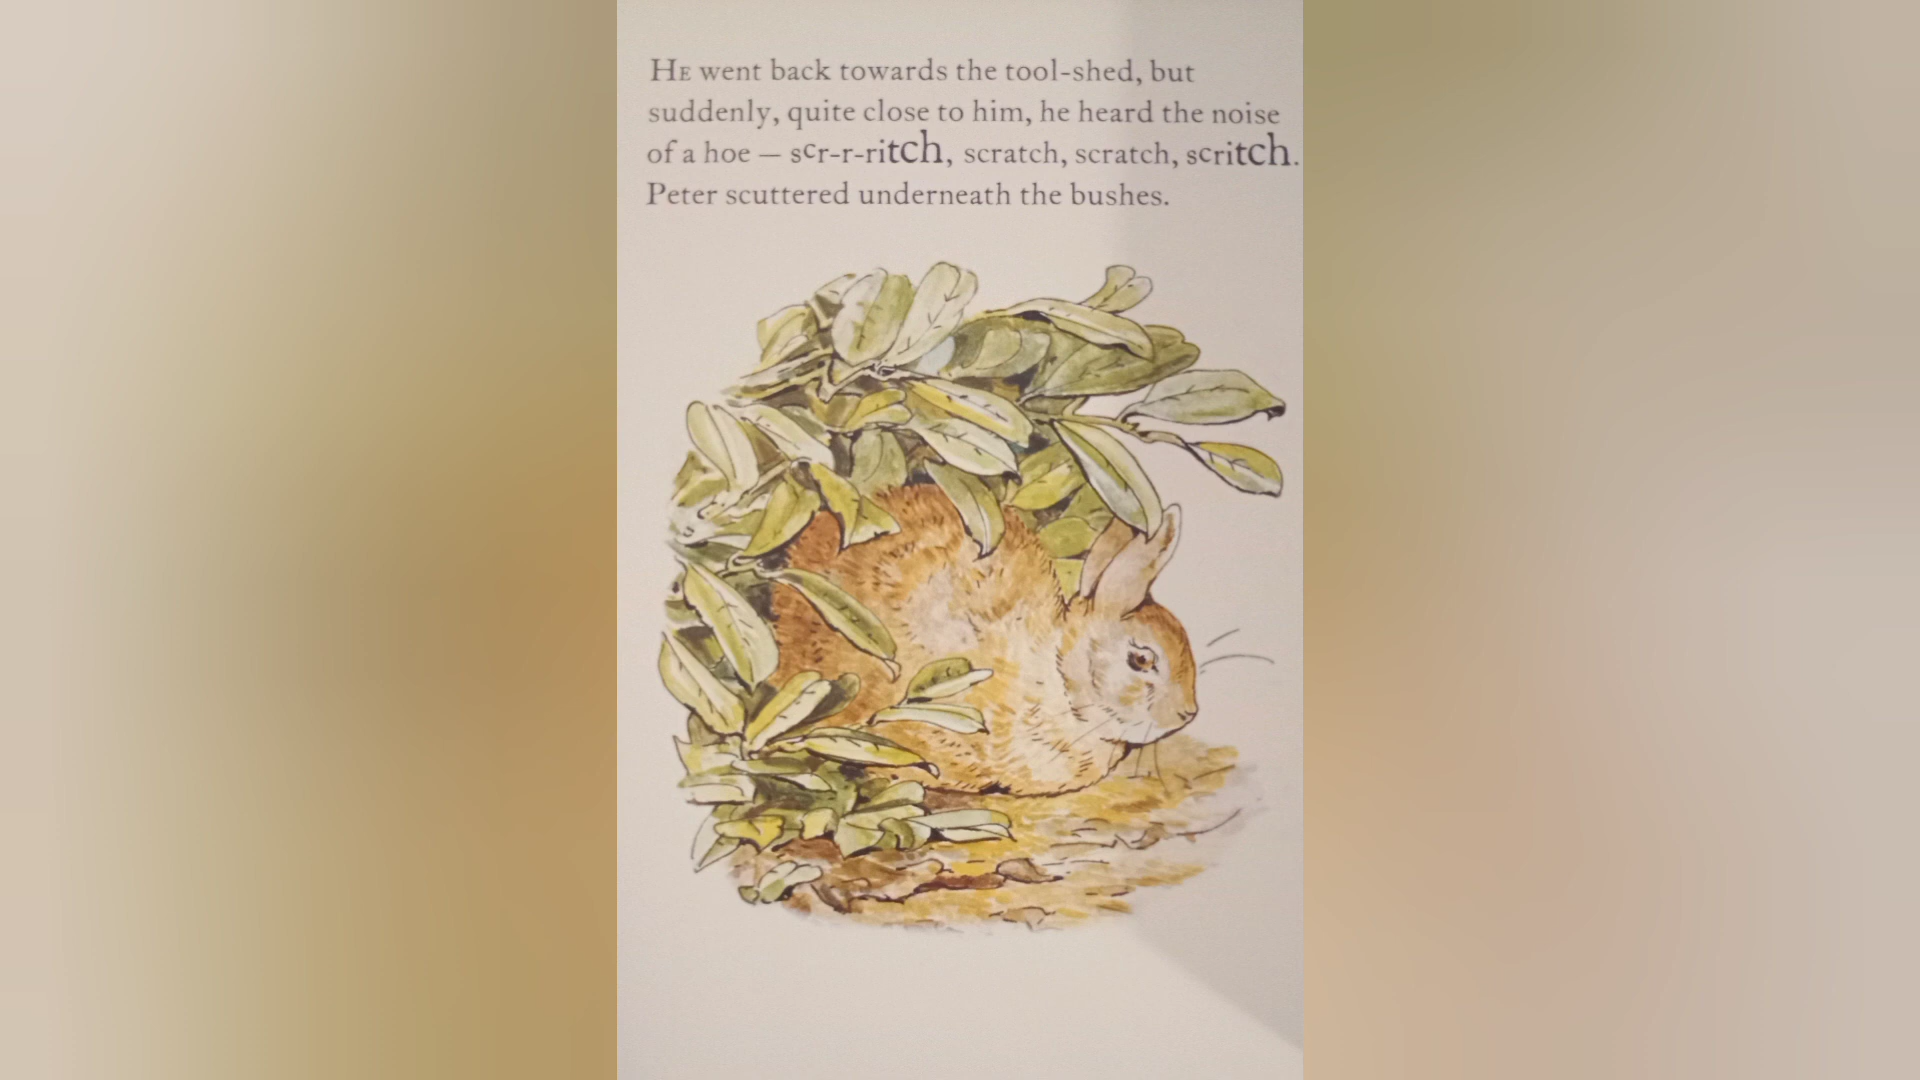 HE went back towards the tool-shed, but
suddenly, quite close to him, he heard the noise
of a hoe — scr-r-ritch, scratch, scratch, scritch.
Peter scuttered underneath the bushes.